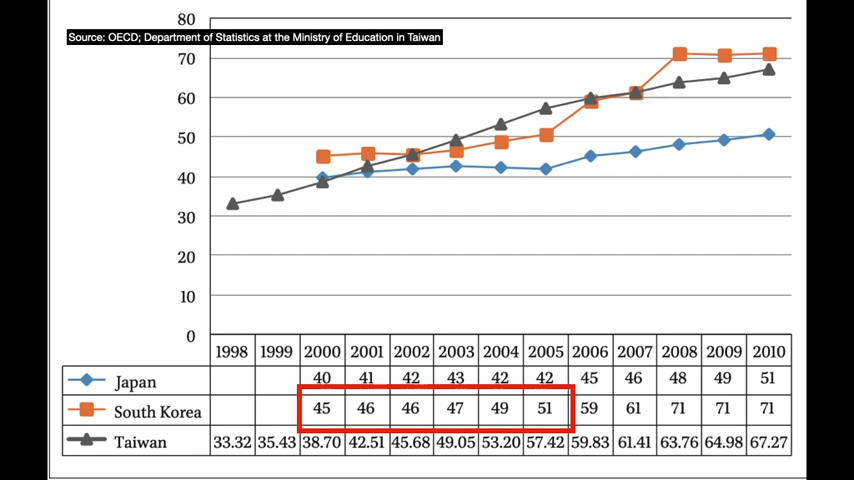 80
Source: OECD; Department of Statistics at the Ministry of Education in Taiwan
70
60
50
40
30
20
10
0
1998 1999 2000 2001 2002 2003 2004 2005 2006 2007 2008 2009 2010
Japan 40 41 42 43 42 42 45 46 48 49 51
South Korea 45 46 46 47 49 51 59 61 71 71 71
Taiwan 33.32 35.43 38.70 42.51 45.68 49.05 53.20 57.42 59.83 61.41 63.76 64.98 67.27